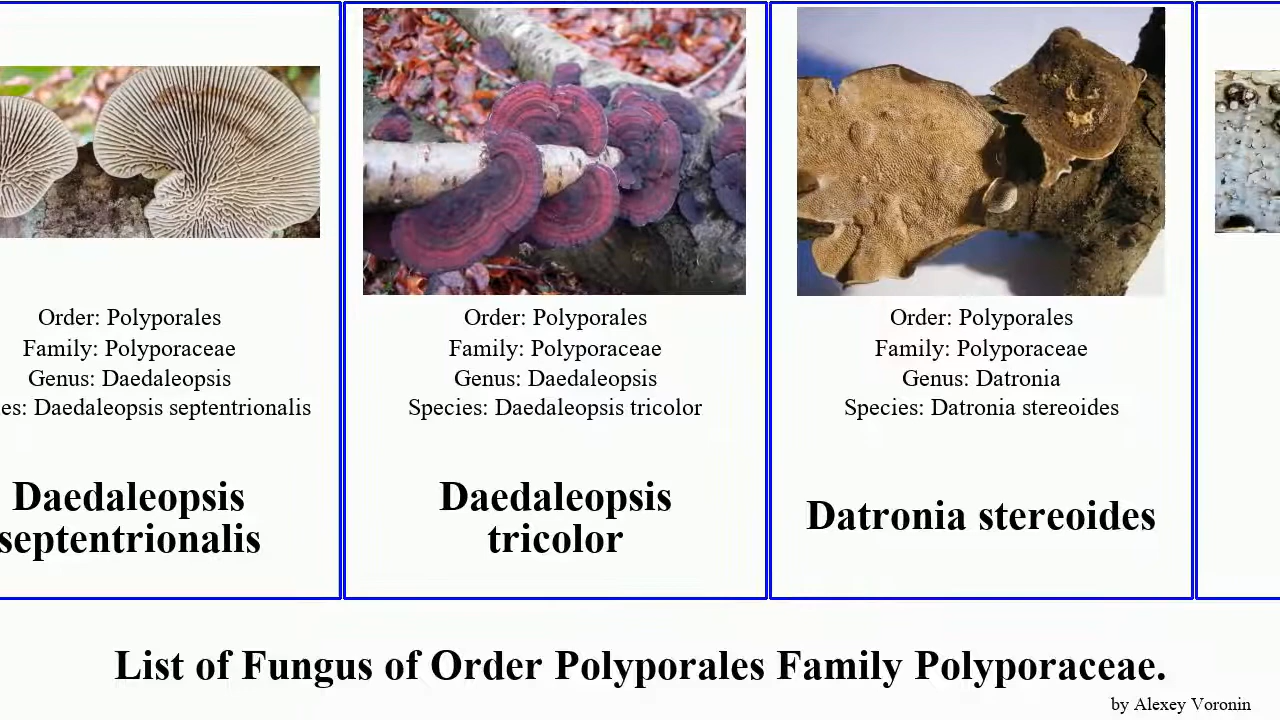 Order: Polyporales
Family: Polyporaceae
Genus: Daedaleopsis
es: Daedaleopsis septentrionalis
Daedaleopsis
septentrionalis
Order: Polyporales
Family: Polyporaceae
Genus: Daedaleopsis
Species: Daedaleopsis tricolor
Daedaleopsis
tricolor
Order: Polyporales
Family: Polyporaceae
Genus: Datronia
Species: Datronia stereoides
Datronia stereoides
List of Fungus of Order Polyporales Family Polyporaceae.
by Alexey Voronin